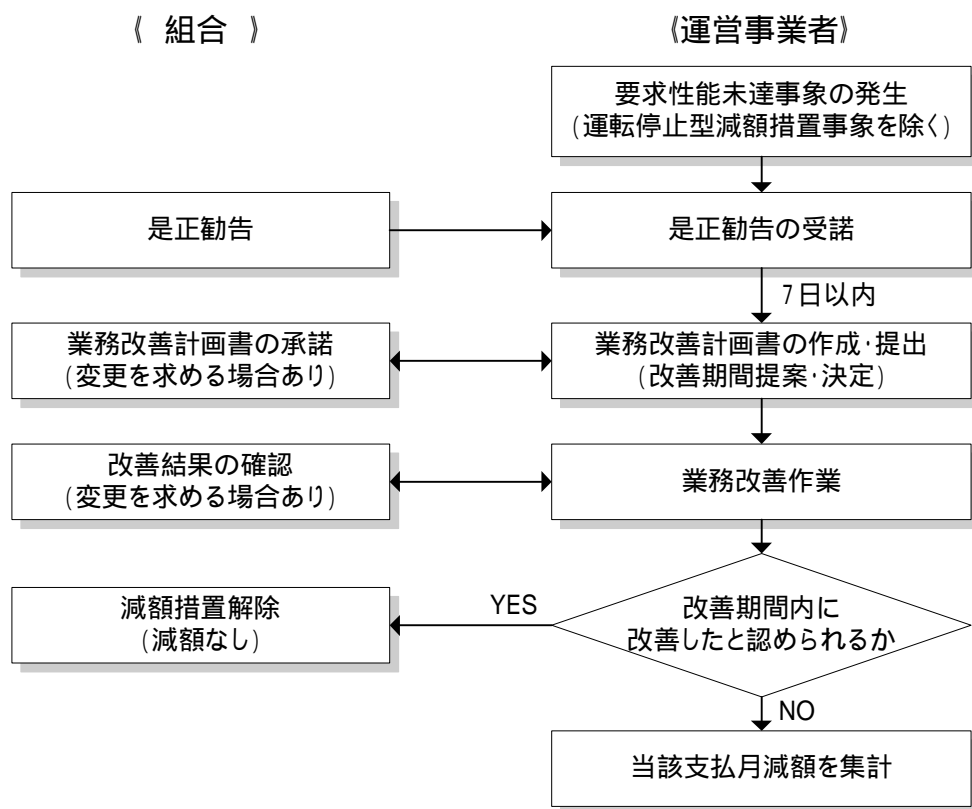 《 組合 》
《運営事業者》
要求性能未達事象の発生
(運転停止型減額措置事象を除く)
是正勧告
是正勧告の受諾
7日以内
業務改善計画書の承諾
(変更を求める場合あり)
業務改善計画書の作成・提出
(改善期間提案・決定)
改善結果の確認
(変更を求める場合あり)
業務改善作業
減額措置解除
(減額なし)
YES
改善期間内に
改善したと認められるか
NO
当該支払月減額を集計